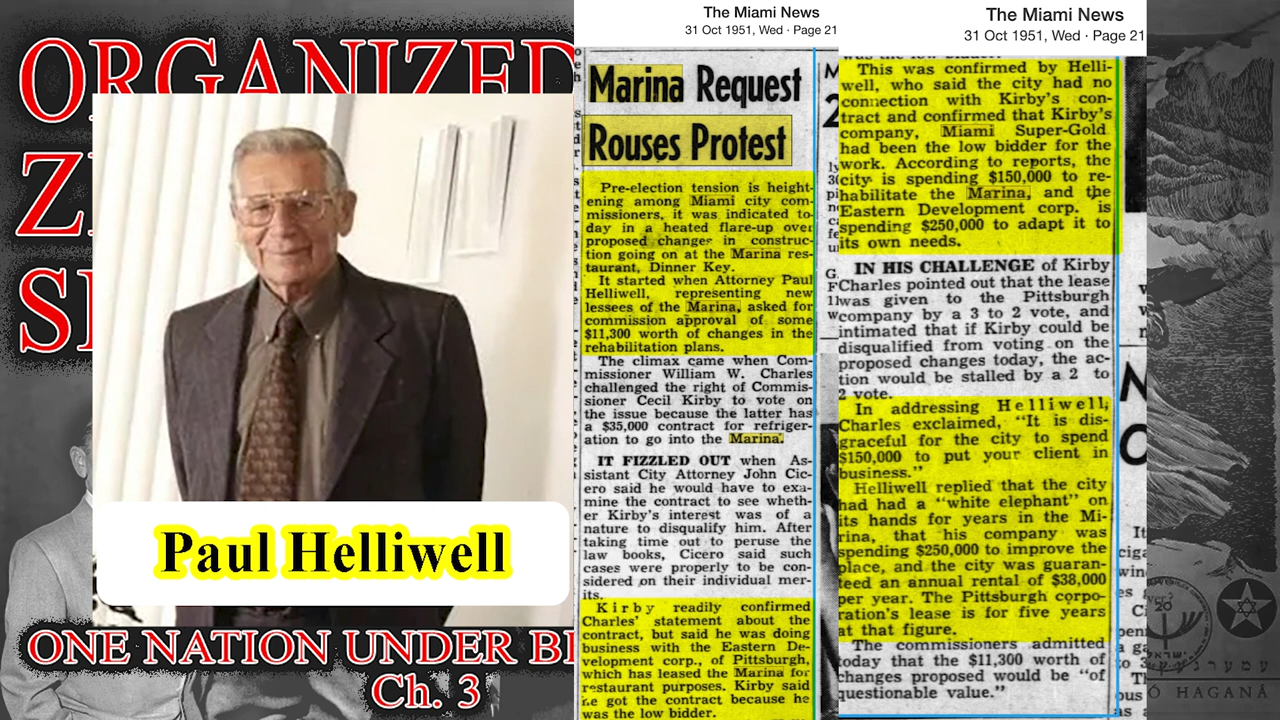 ORGANIZED
Paul Helliwell
ONE NATION UNDER
Ch. 3
The Miami News
31 Oct 1951, Wed · Page 21
Marina Request
Rouses Protest
Pre-election tension is height-
ening among Miami city com-
missioners, it was indicated to-
day in a heated flare-up over
proposed changes in construc-
tion going on at the Marina res-
taurant, Dinner Key.
It started when Attorney Paul
Helliwell, representing new
lessees of the Marina, asked for
commission approval of some
$11,300 worth of changes in the
rehabilitation plans.
The climax came when Com-
missioner William W. Charles
challenged the right of Commis-
sioner Cecil Kirby to vote on
the issue because the latter has
a $35,000 contract for refriger-
ation to go into the Marina.
IT FIZZLED OUT when As-
sistant City Attorney John Cic-
ero said he would have to exa-
mine the contract to see wheth-
er Kirby's interest was of a
nature to disqualify him. After
taking time out to peruse the
law books, Cicero said such
cases were properly to be con-
sidered on their individual mer-
its.
Kirby readily confirmed
Charles' statement about the
contract, but said he was doing
business with the Eastern De-
velopment corp., of Pittsburgh,
which has leased the Marina for
restaurant purposes. Kirby said
he got the contract because he
was the low bidder.
The Miami News
31 Oct 1951, Wed · Page 21
was the low bidder.
This was confirmed by Helli-
well, who said the city had no
connection with Kirby's con-
tract and confirmed that Kirby's
company, Miami Super-Gold
had been the low bidder for the
work. According to reports, the
city is spending $150,000 to re-
habilitate the Marina, and the
Eastern Development corp. is
spending $250,000 to adapt it to
its own needs.
IN HIS CHALLENGE of Kirby
Charles pointed out that the lease
was given to the Pittsburgh
company by a 3 to 2 vote, and
intimated that if Kirby could be
disqualified from voting on the
proposed changes today, the ac-
tion would be stalled by a 2 to
2 vote.
In addressing Helliwell,
Charles exclaimed, "It is dis-
graceful for the city to spend
$150,000 to put your client in
business."
Helliwell replied that the city
had had a "white elephant" on
its hands for years in the Mi-
rina, that his company was
spending $250,000 to improve the
place, and the city was guaran-
teed an annual rental of $38,000
per year. The Pittsburg corpo-
ration's lease is for five years
at that figure.
The commissioners admitted
today that the $11,300 worth of
changes proposed would be "of
questionable value."
HAGANÁ